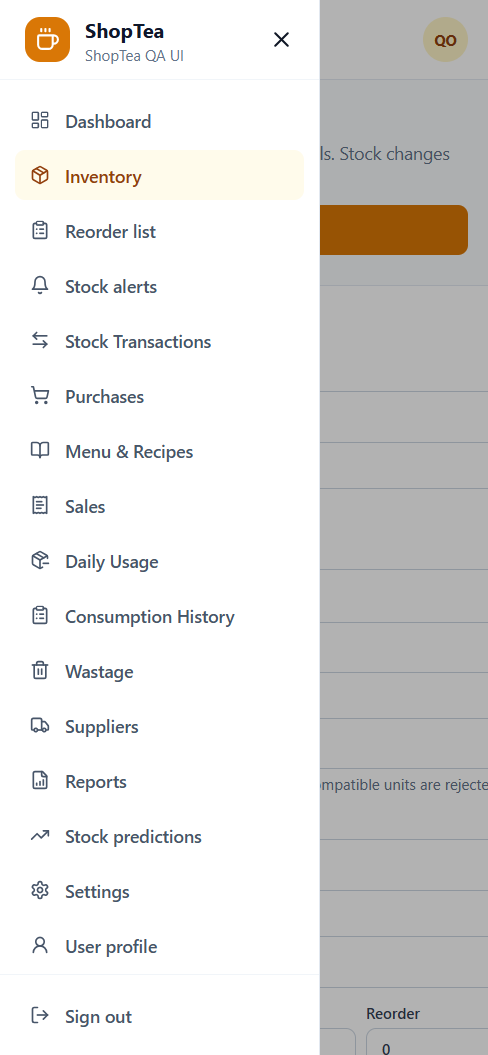 ShopTea
ShopTea QA UI
QO
Dashboard
ls. Stock changes
Inventory
Reorder list
Stock alerts
Stock Transactions
Purchases
Menu & Recipes
Sales
Daily Usage
Consumption History
Wastage
Suppliers
Reports
ompatible units are rejecte
Stock predictions
Settings
User profile
Sign out
Reorder
0